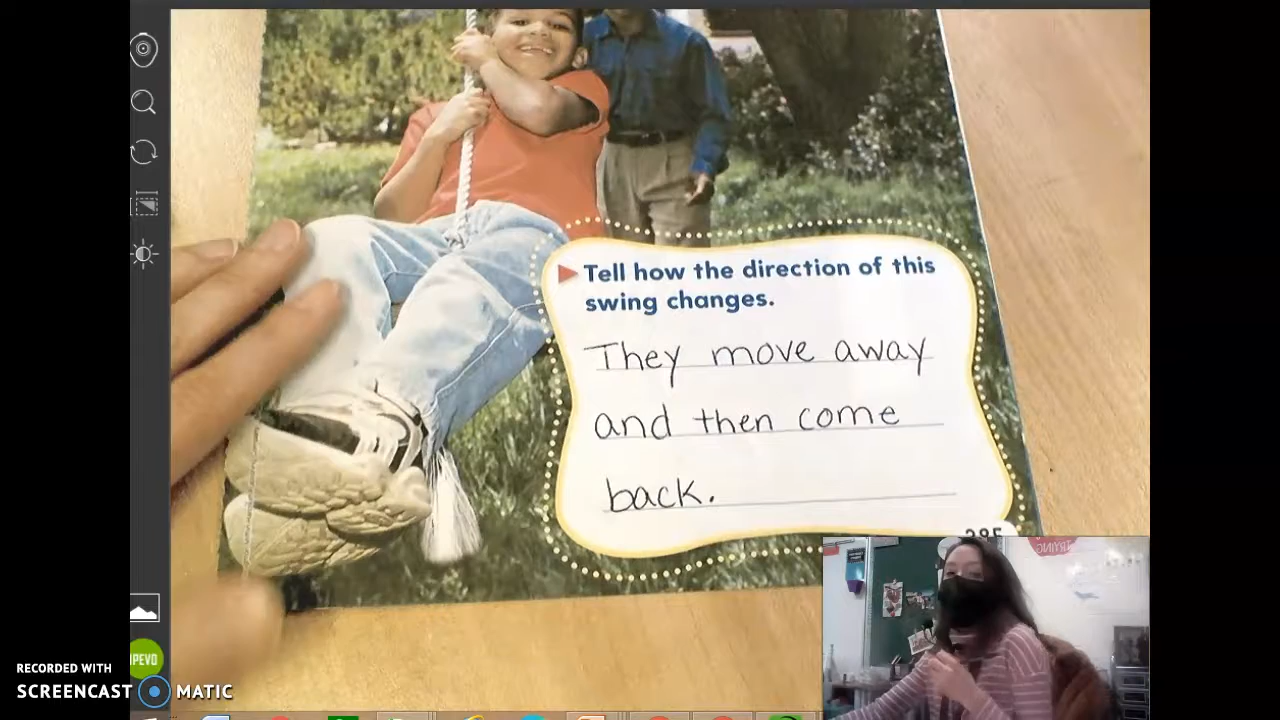 Tell how the direction of this
swing changes.
They move away
and then come
back.
RECORDED WITH
SCREENCAST MATIC